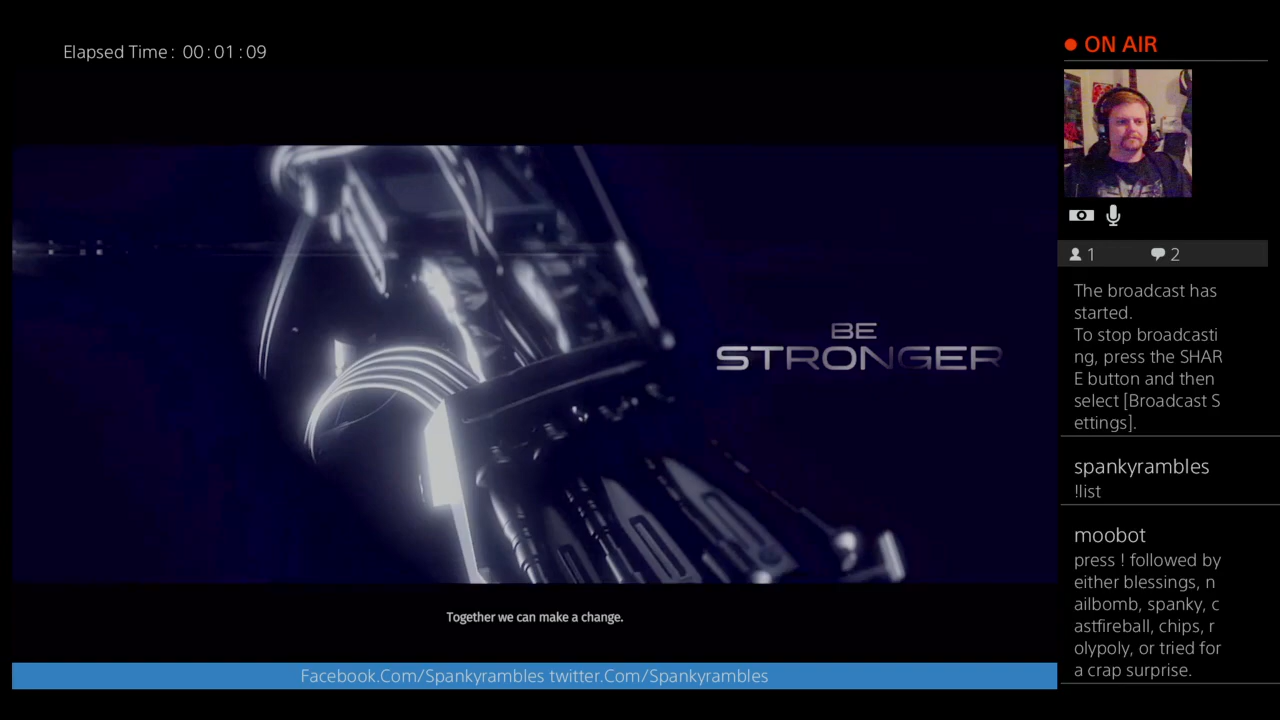 Elapsed Time: 00:01:09
ON AIR
1
2
The broadcast has
started.
To stop broadcasti
ng, press the SHAR
E button and then
select [Broadcast S
ettings].
spankyrambles
!list
moobot
press ! followed by
either blessings, n
ailbomb, spanky, c
astfireball, chips, r
olypoly, or tried for
a crap surprise.
BE
STRONGER
Together we can make a change.
Facebook.Com/Spankyrambles twitter.Com/Spankyrambles